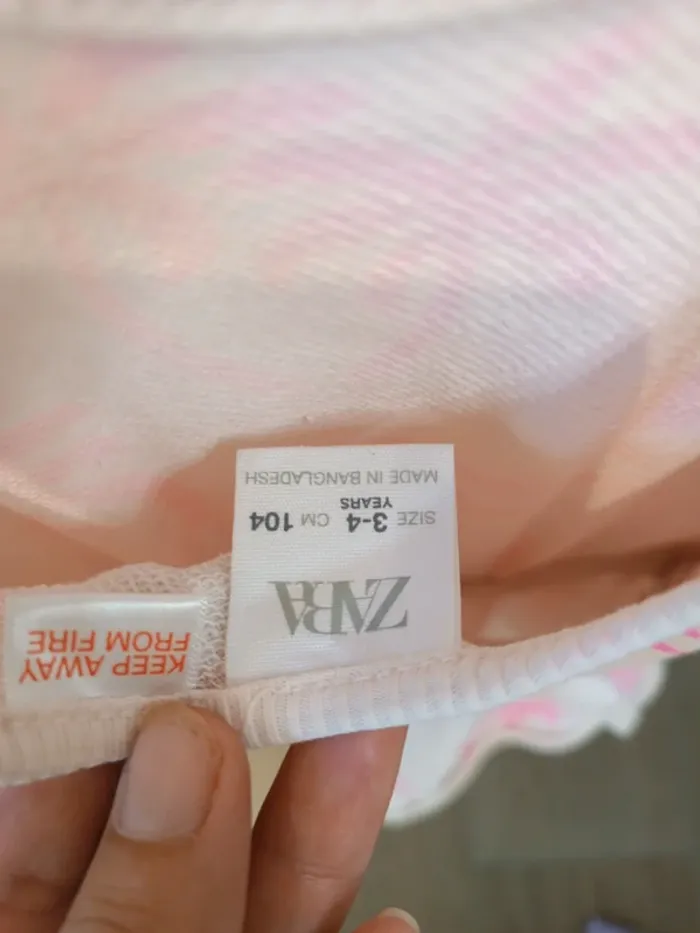 ZARA
SIZE 3-4 YEARS CM 104
MADE IN BANGLADESH
KEEP AWAY
FROM FIRE